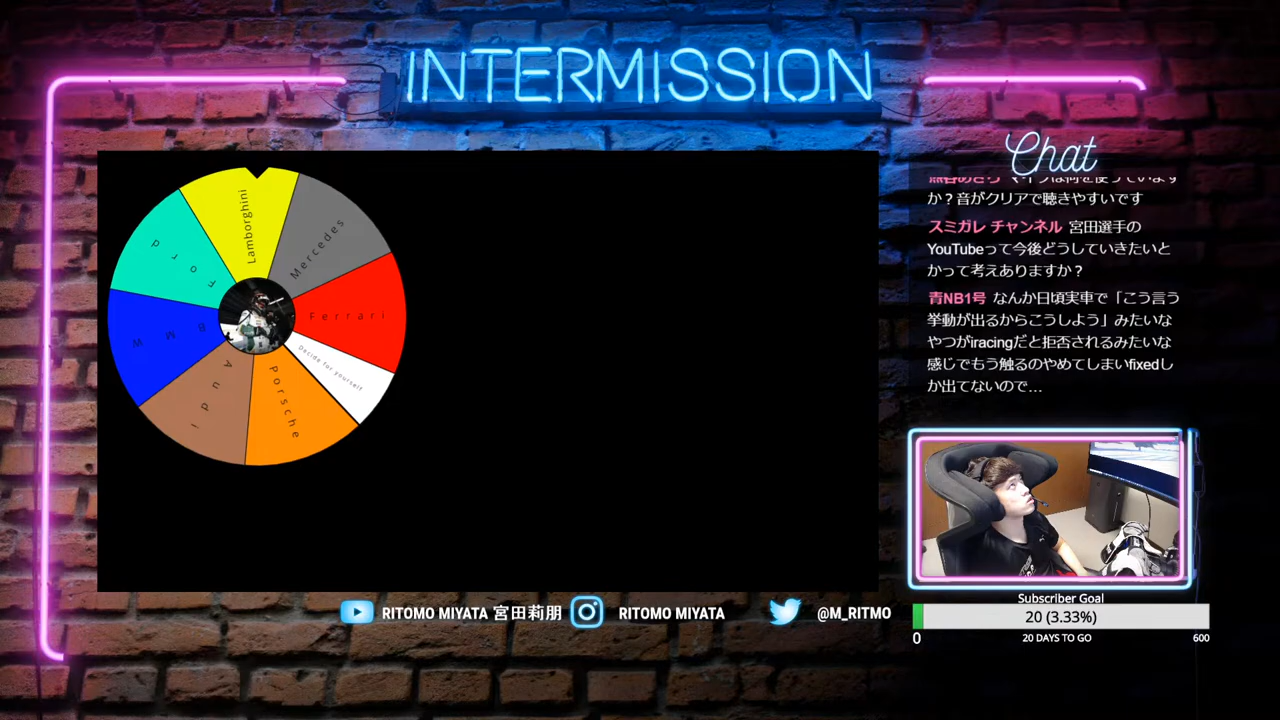 INTERMISSION
Lamborghini
Mercedes
Ferrari
Decide for yourself
Porsche
Audi
BMW
Ford
Chat
か？音がクリアで聴きやすいです
スミガレ チャンネル 宮田選手の
YouTubeって今後どうしていきたいと
かって考えありますか？
青NB1号 なんか日頃実車で「こう言う
挙動が出るからこうしよう」みたいな
やつがiracingだと拒否されるみたいな
感じでもう触るのやめてしまいfixedし
か出てないので…
RITOMO MIYATA 宮田莉朋
RITOMO MIYATA
@M_RITMO
Subscriber Goal
20 (3.33%)
0
20 DAYS TO GO
600